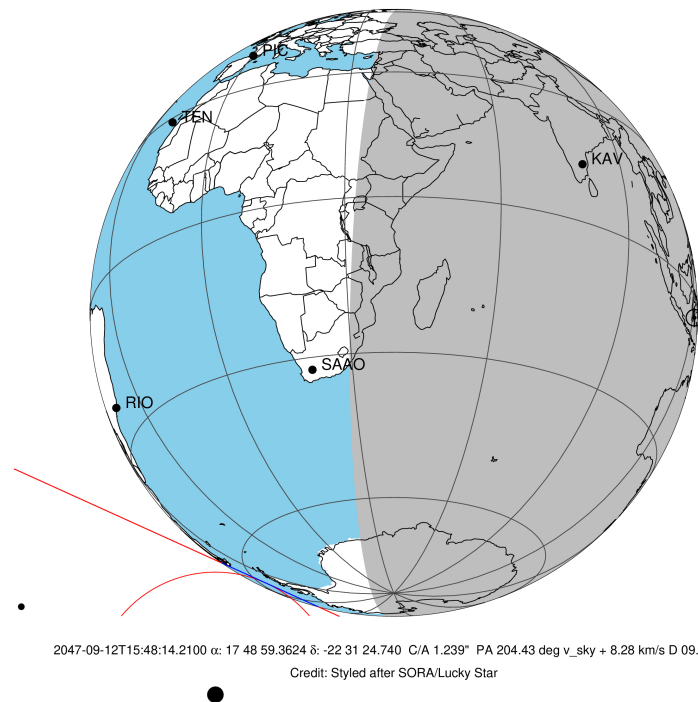 PIC
TEN
KAV
SAAO
RIO
2047-09-12T15:48:14.2100 α: 17 48 59.3624 δ: -22 31 24.740 C/A 1.239" PA 204.43 deg v_sky + 8.28 km/s D 09.
Credit: Styled after SORA/Lucky Star